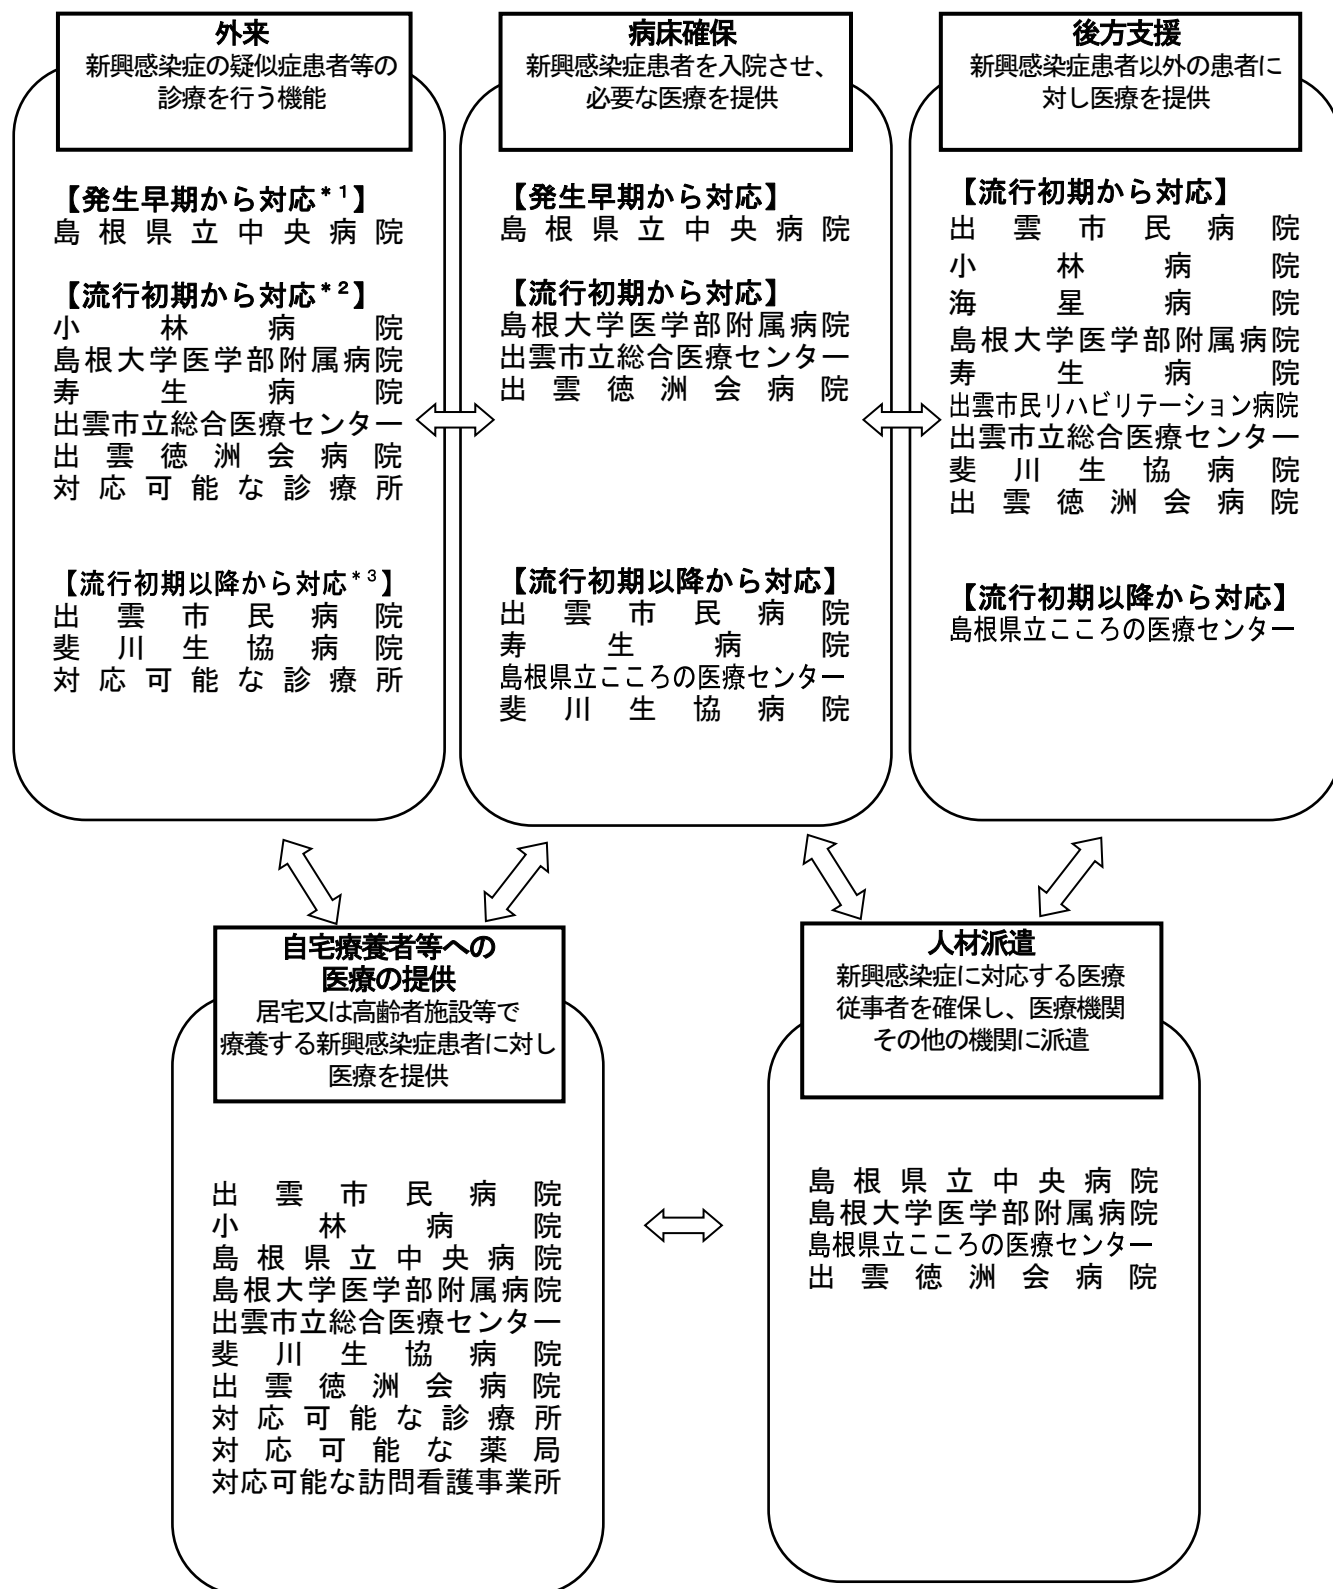 外来
新興感染症の疑似症患者等の
診療を行う機能
【発生早期から対応*1】
島根県立中央病院
【流行初期から対応*2】
小林病院
島根大学医学部附属病院
寿生病院
出雲市立総合医療センター
出雲徳洲会病院
対応可能な診療所
【流行初期以降から対応*3】
出雲市民病院
斐川生協病院
対応可能な診療所
病床確保
新興感染症患者を入院させ、
必要な医療を提供
【発生早期から対応】
島根県立中央病院
【流行初期から対応】
島根大学医学部附属病院
出雲市立総合医療センター
出雲徳洲会病院
【流行初期以降から対応】
出雲市民病院
寿生病院
島根県立こころの医療センター
斐川生協病院
後方支援
新興感染症患者以外の患者に
対し医療を提供
【流行初期から対応】
出雲市民病院
小林病院
海星病院
島根大学医学部附属病院
寿生病院
出雲市民リハビリテーション病院
出雲市立総合医療センター
斐川生協病院
出雲徳洲会病院
【流行初期以降から対応】
島根県立こころの医療センター
自宅療養者等への
医療の提供
居宅又は高齢者施設等で
療養する新興感染症患者に対し
医療を提供
出雲市民病院
小林病院
島根県立中央病院
島根大学医学部附属病院
出雲市立総合医療センター
斐川生協病院
出雲徳洲会病院
対応可能な診療所
対応可能な薬局
対応可能な訪問看護事業所
人材派遣
新興感染症に対応する医療
従事者を確保し、医療機関
その他の機関に派遣
島根県立中央病院
島根大学医学部附属病院
島根県立こころの医療センター
出雲徳洲会病院